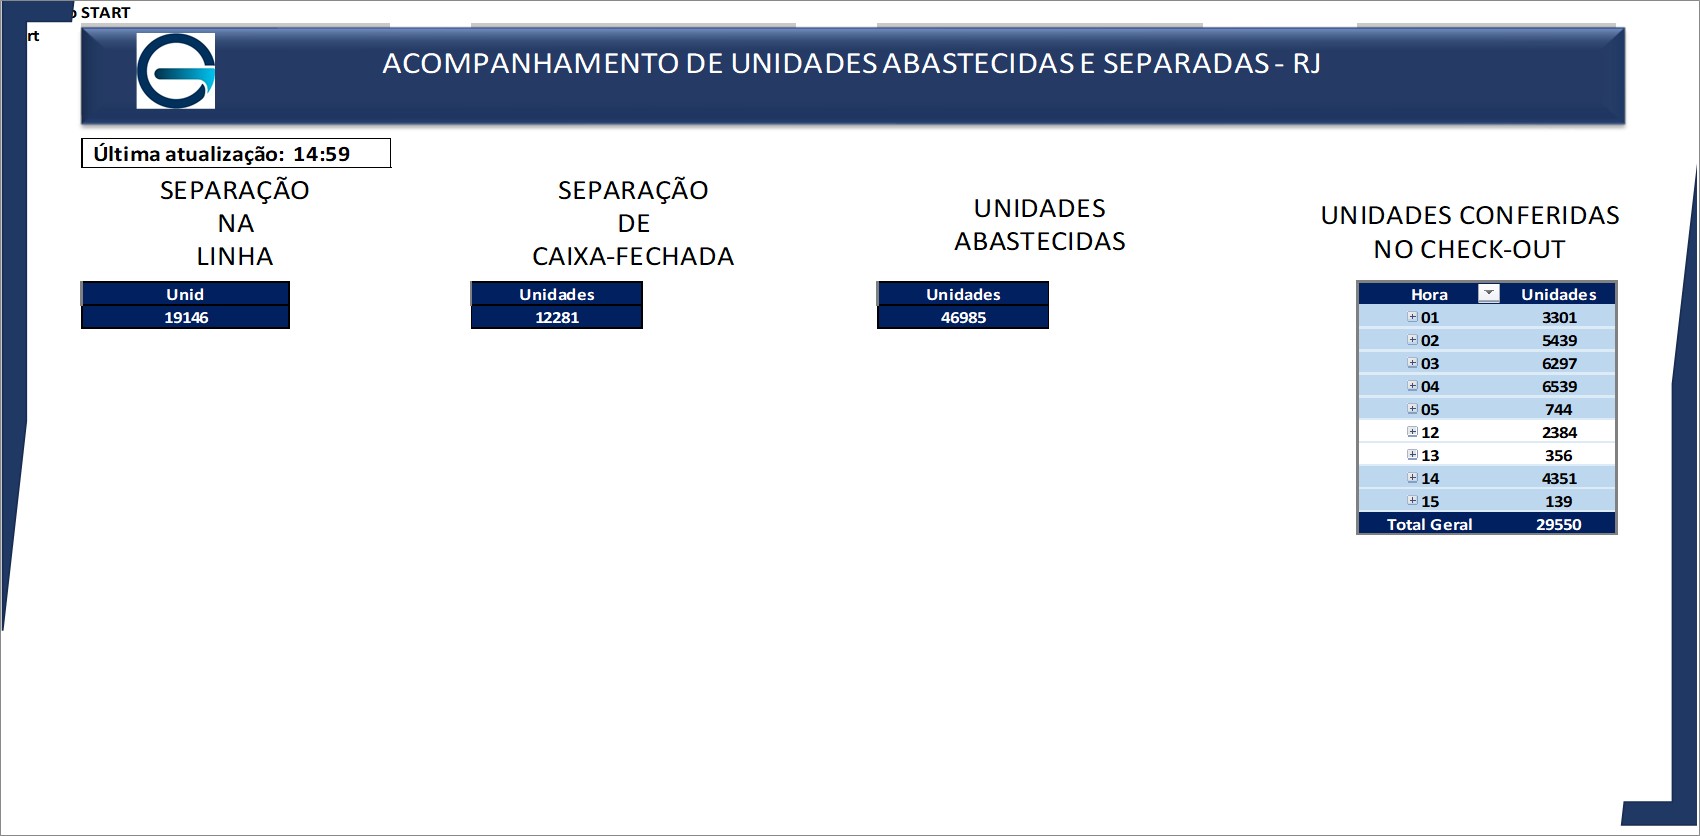 START
rt
ACOMPANHAMENTO DE UNIDADES ABASTECIDAS E SEPARADAS - RJ
Última atualização: 14:59
SEPARAÇÃO
NA
LINHA
Unid
19146
SEPARAÇÃO
DE
CAIXA-FECHADA
Unidades
12281
UNIDADES
ABASTECIDAS
Unidades
46985
UNIDADES CONFERIDAS
NO CHECK-OUT
Hora Unidades
01 3301
02 5439
03 6297
04 6539
05 744
12 2384
13 356
14 4351
15 139
Total Geral 29550